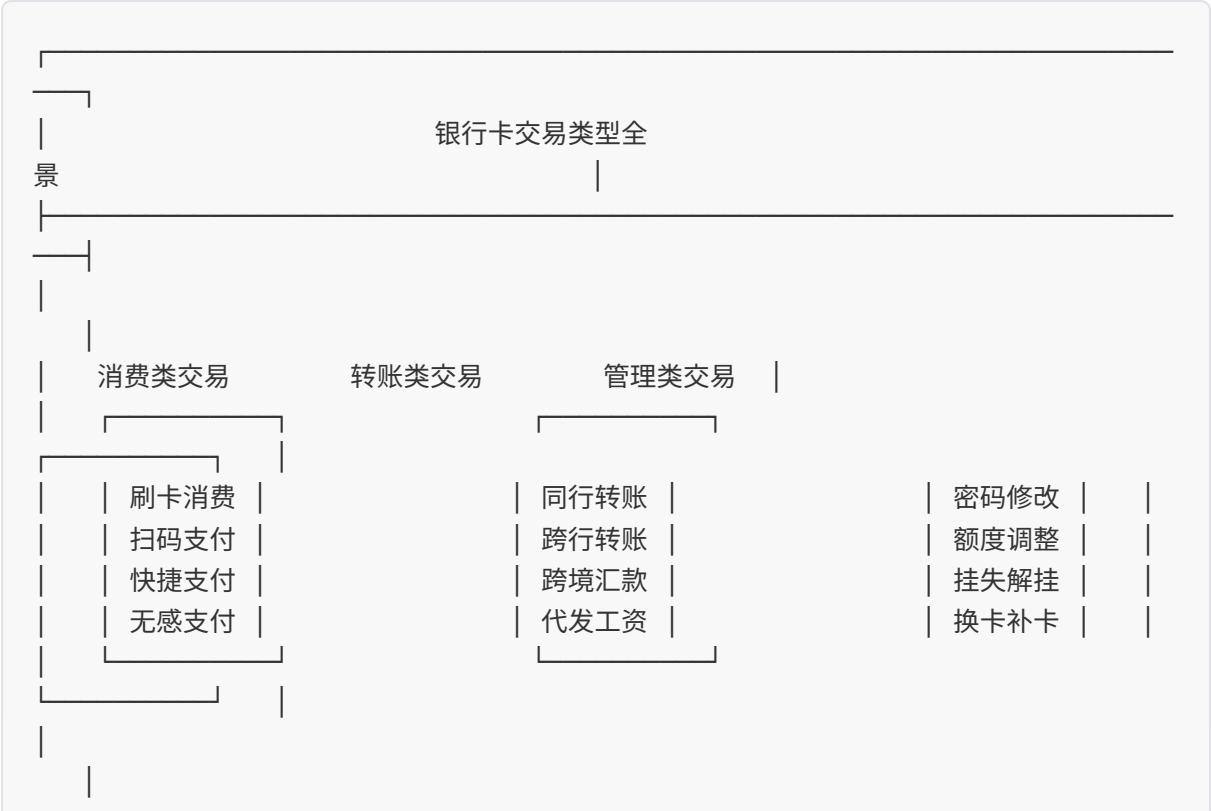 银行卡交易类型全
景
消费类交易 转账类交易 管理类交易
刷卡消费 同行转账 密码修改
扫码支付 跨行转账 额度调整
快捷支付 跨境汇款 挂失解挂
无感支付 代发工资 换卡补卡